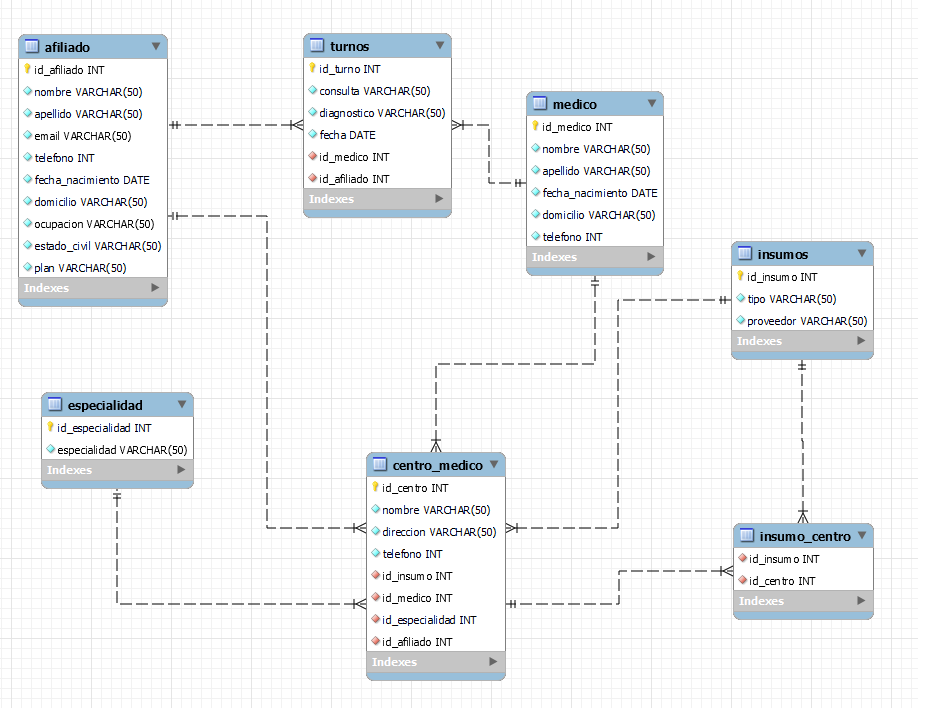 afiliado
id_afiliado INT
nombre VARCHAR(50)
apellido VARCHAR(50)
email VARCHAR(50)
telefono INT
fecha_nacimiento DATE
domicilio VARCHAR(50)
ocupacion VARCHAR(50)
estado_civil VARCHAR(50)
plan VARCHAR(50)
Indexes
turnos
id_turno INT
consulta VARCHAR(50)
diagnostico VARCHAR(50)
fecha DATE
id_medico INT
id_afiliado INT
Indexes
medico
id_medico INT
nombre VARCHAR(50)
apellido VARCHAR(50)
fecha_nacimiento DATE
domicilio VARCHAR(50)
telefono INT
Indexes
insumos
id_insumo INT
tipo VARCHAR(50)
proveedor VARCHAR(50)
Indexes
especialidad
id_especialidad INT
especialidad VARCHAR(50)
Indexes
centro_medico
id_centro INT
nombre VARCHAR(50)
direccion VARCHAR(50)
telefono INT
id_insumo INT
id_medico INT
id_especialidad INT
id_afiliado INT
Indexes
insumo_centro
id_insumo INT
id_centro INT
Indexes